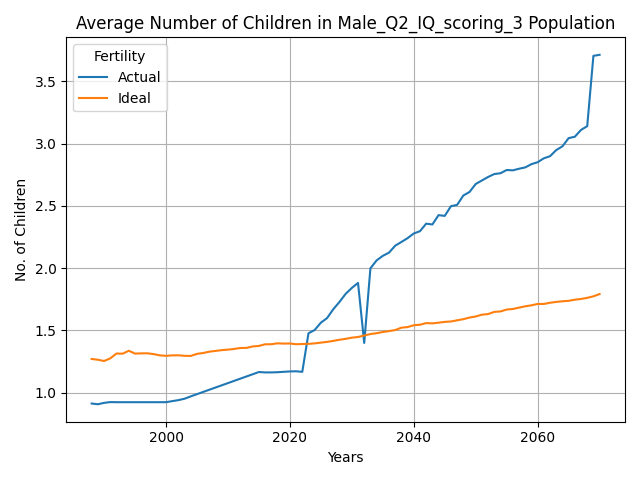 Average Number of Children in Male_Q2_IQ_scoring_3 Population
Fertility
Actual
Ideal
No. of Children
3.5
3.0
2.5
2.0
1.5
1.0
2000
2020
2040
2060
Years